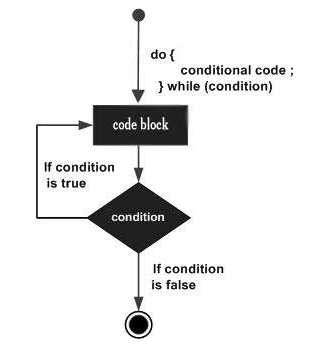 do {
conditional code ;
} while (condition)
code block
If condition
is true
condition
If condition
is false